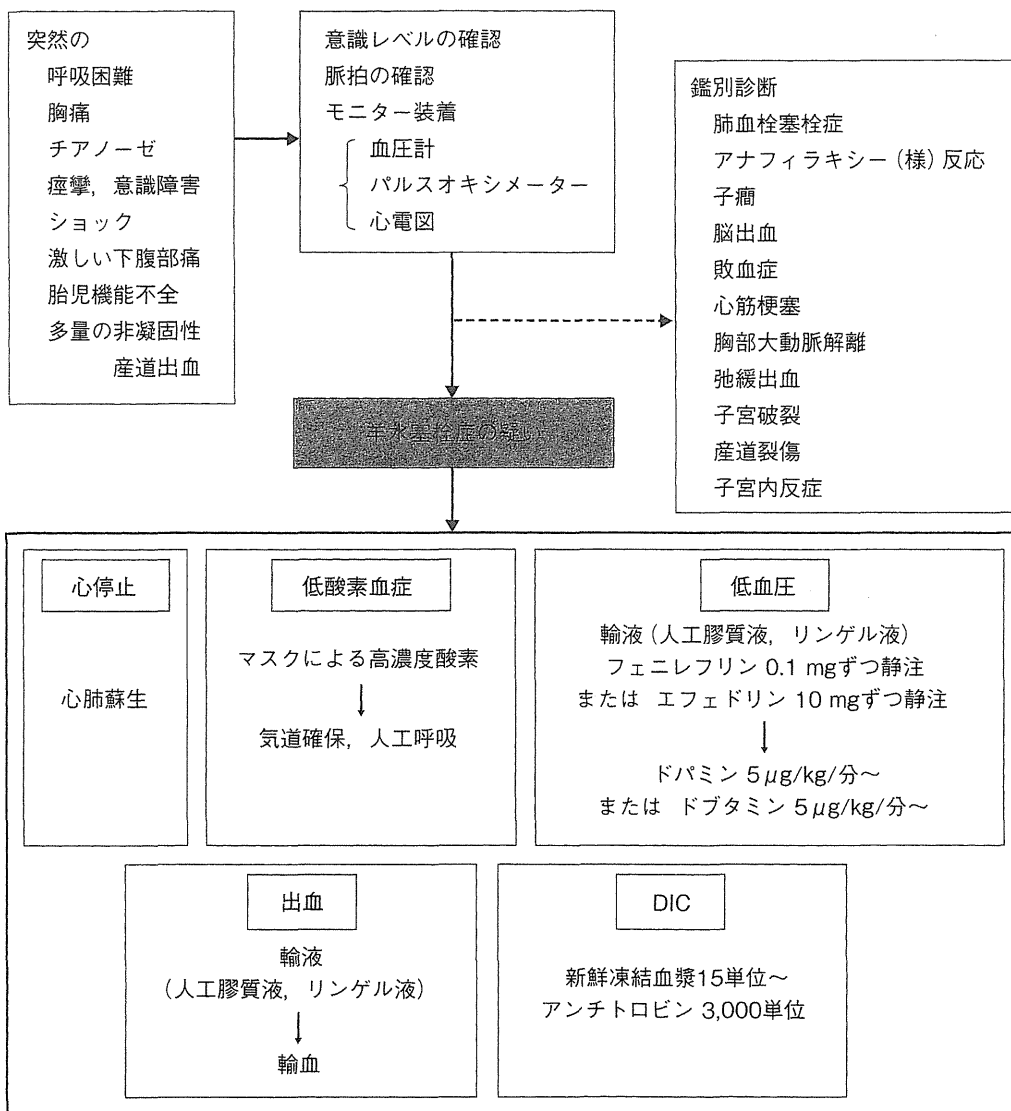 突然の
呼吸困難
胸痛
チアノーゼ
痙攣，意識障害
ショック
激しい下腹部痛
胎児機能不全
多量の非凝固性
産道出血
意識レベルの確認
脈拍の確認
モニター装着
血圧計
パルスオキシメーター
心電図
鑑別診断
肺血栓塞栓症
アナフィラキシー（様）反応
子癇
脳出血
敗血症
心筋梗塞
胸部大動脈解離
弛緩出血
子宮破裂
産道裂傷
子宮内反症
羊水塞栓症の疑い
心停止
心肺蘇生
低酸素血症
マスクによる高濃度酸素
気道確保，人工呼吸
低血圧
輸液（人工膠質液，リンゲル液）
フェニレフリン 0.1 mgずつ静注
または エフェドリン 10 mgずつ静注
ドパミン 5μg/kg/分～
または ドブタミン 5μg/kg/分～
出血
輸液
（人工膠質液，リンゲル液）
輸血
DIC
新鮮凍結血漿15単位～
アンチトロビン 3,000単位